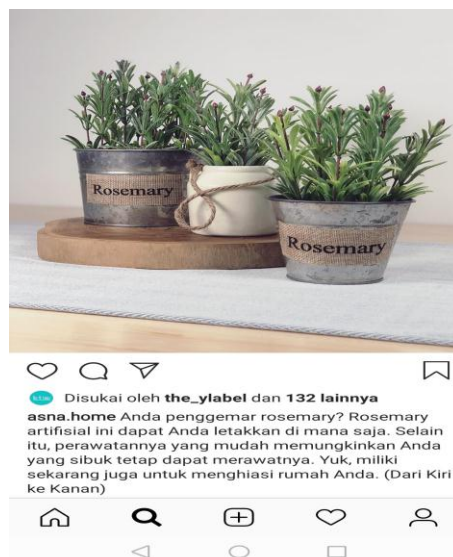 Rosemary
Rosemary
Disukai oleh the_ylabel dan 132 lainnya
asna.home Anda penggemar rosemary? Rosemary
artifisial ini dapat Anda letakkan di mana saja. Selain
itu, perawatannya yang mudah memungkinkan Anda
yang sibuk tetap dapat merawatnya. Yuk, miliki
sekarang juga untuk menghiasi rumah Anda. (Dari Kiri
ke Kanan)